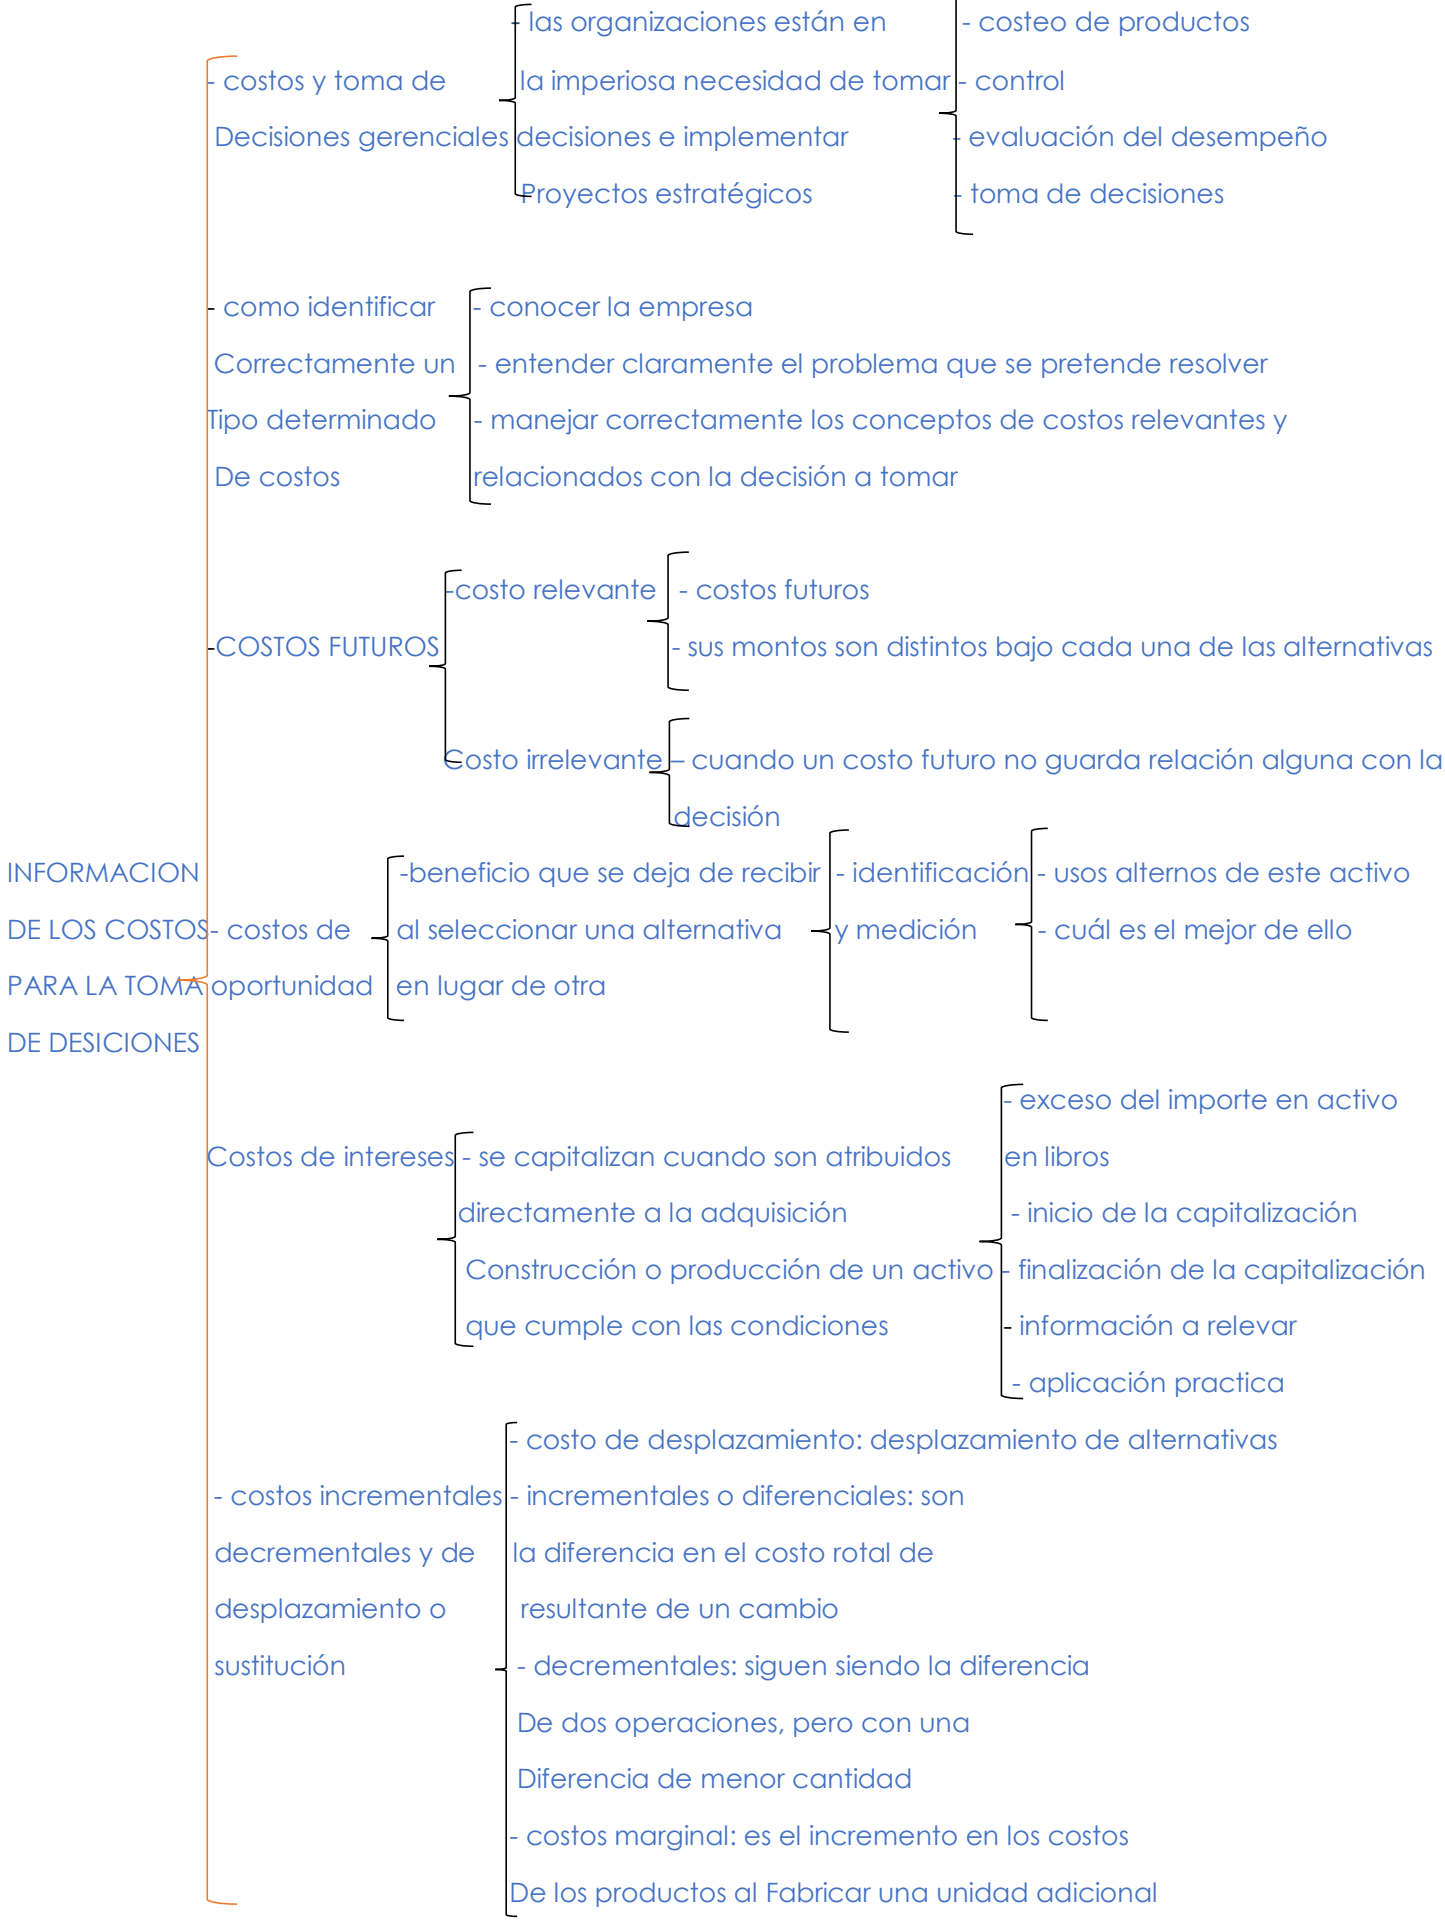 - las organizaciones están en - costeo de productos
- costos y toma de la imperiosa necesidad de tomar - control
Decisiones gerenciales decisiones e implementar - evaluación del desempeño
Proyectos estratégicos - toma de decisiones
- como identificar - conocer la empresa
Correctamente un - entender claramente el problema que se pretende resolver
Tipo determinado - manejar correctamente los conceptos de costos relevantes y
De costos relacionados con la decisión a tomar
-costo relevante - costos futuros
-COSTOS FUTUROS - sus montos son distintos bajo cada una de las alternativas
Costo irrelevante – cuando un costo futuro no guarda relación alguna con la
decisión
INFORMACION -beneficio que se deja de recibir - identificación - usos alternos de este activo
DE LOS COSTOS - costos de al seleccionar una alternativa y medición - cuál es el mejor de ello
PARA LA TOMA oportunidad en lugar de otra
DE DESICIONES
- exceso del importe en activo
Costos de intereses - se capitalizan cuando son atribuidos en libros
directamente a la adquisición - inicio de la capitalización
Construcción o producción de un activo - finalización de la capitalización
que cumple con las condiciones - información a relevar
- aplicación practica
- costo de desplazamiento: desplazamiento de alternativas
- costos incrementales - incrementales o diferenciales: son
decrementales y de la diferencia en el costo rotal de
desplazamiento o resultante de un cambio
sustitución - decrementales: siguen siendo la diferencia
De dos operaciones, pero con una
Diferencia de menor cantidad
- costos marginal: es el incremento en los costos
De los productos al Fabricar una unidad adicional